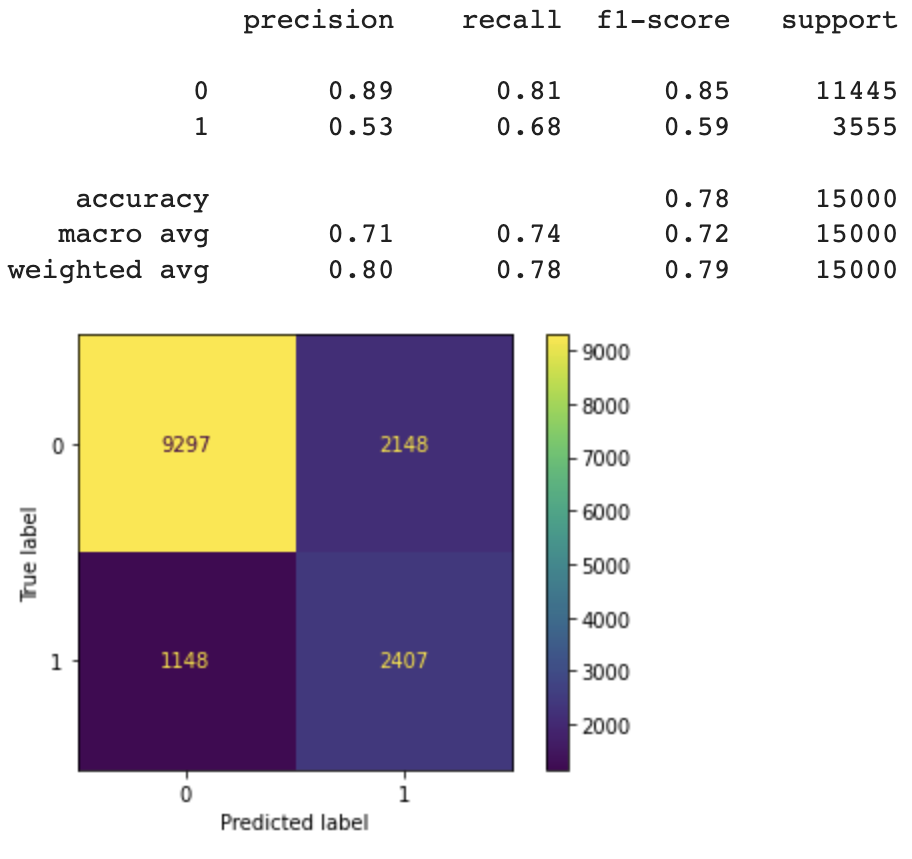 precision recall f1-score support
0 0.89 0.81 0.85 11445
1 0.53 0.68 0.59 3555
accuracy 0.78 15000
macro avg 0.71 0.74 0.72 15000
weighted avg 0.80 0.78 0.79 15000
True label
0
1
9297 2148
1148 2407
0 1
Predicted label
9000
8000
7000
6000
5000
4000
3000
2000